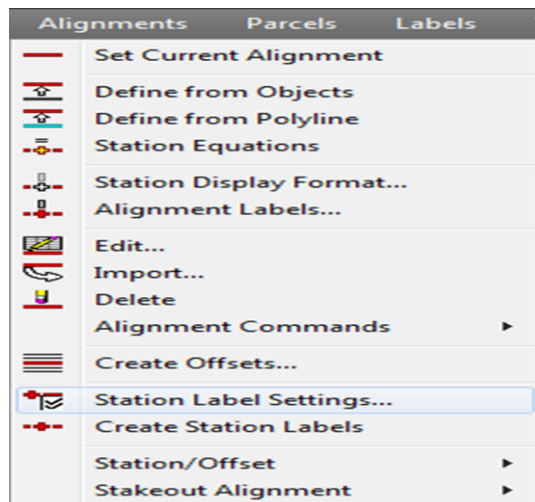 Alignments Parcels Labels
Set Current Alignment
Define from Objects
Define from Polyline
Station Equations
Station Display Format...
Alignment Labels...
Edit...
Import...
Delete
Alignment Commands
Create Offsets...
Station Label Settings...
Create Station Labels
Station/Offset
Stakeout Alignment